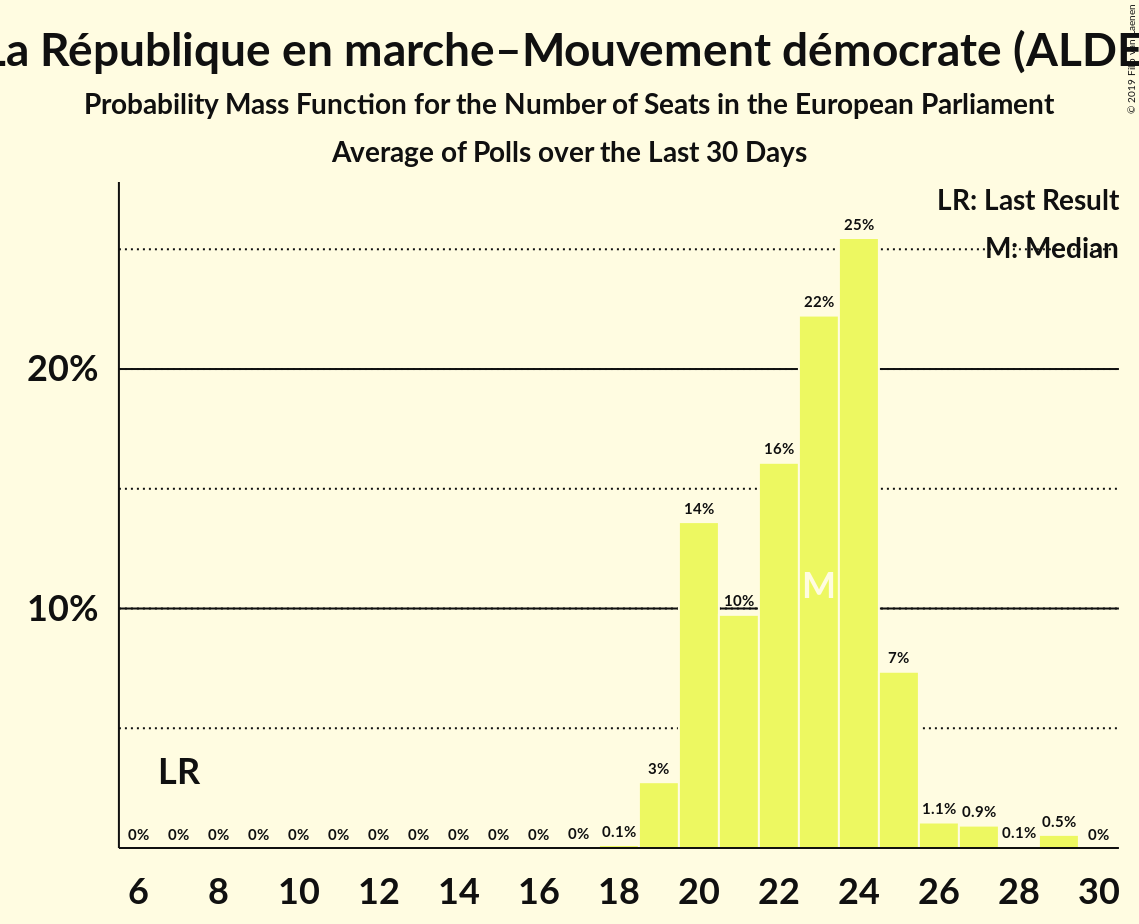 La République en marche–Mouvement démocrate (ALDE
Probability Mass Function for the Number of Seats in the European Parliament
Average of Polls over the Last 30 Days
© 2019
LR: Last Result
M: Median
25%
22%
20%
16%
14%
M
10%
10%
7%
LR
3%
0% 0% 0% 0% 0% 0% 0% 0% 0% 0% 0% 0% 0.1% 1.1% 0.9% 0.1% 0.5% 0%
6 8 10 12 14 16 18 20 22 24 26 28 30